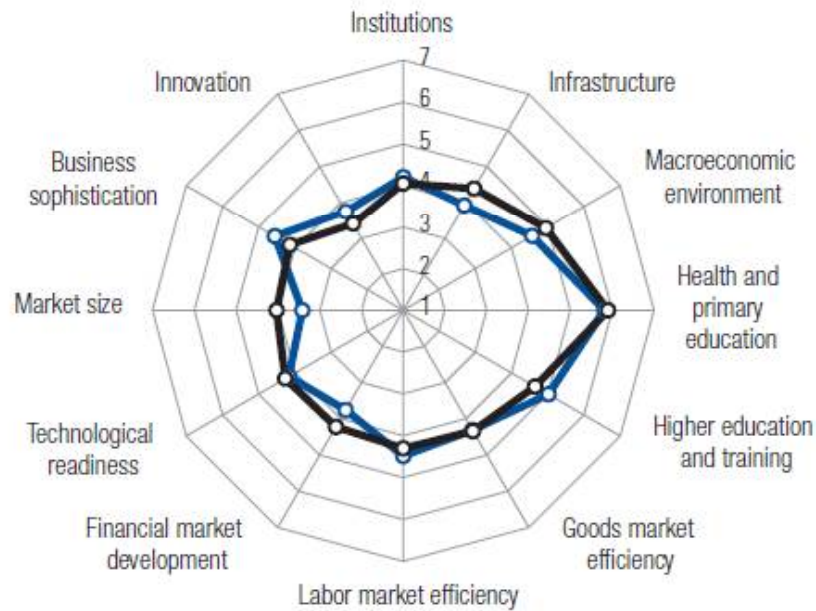 Institutions
7
Infrastructure
6
Macroeconomic
environment
5
4
Health and
primary
education
3
2
1
Higher education
and training
Goods market
efficiency
Labor market efficiency
Financial market
development
Technological
readiness
Market size
Business
sophistication
Innovation